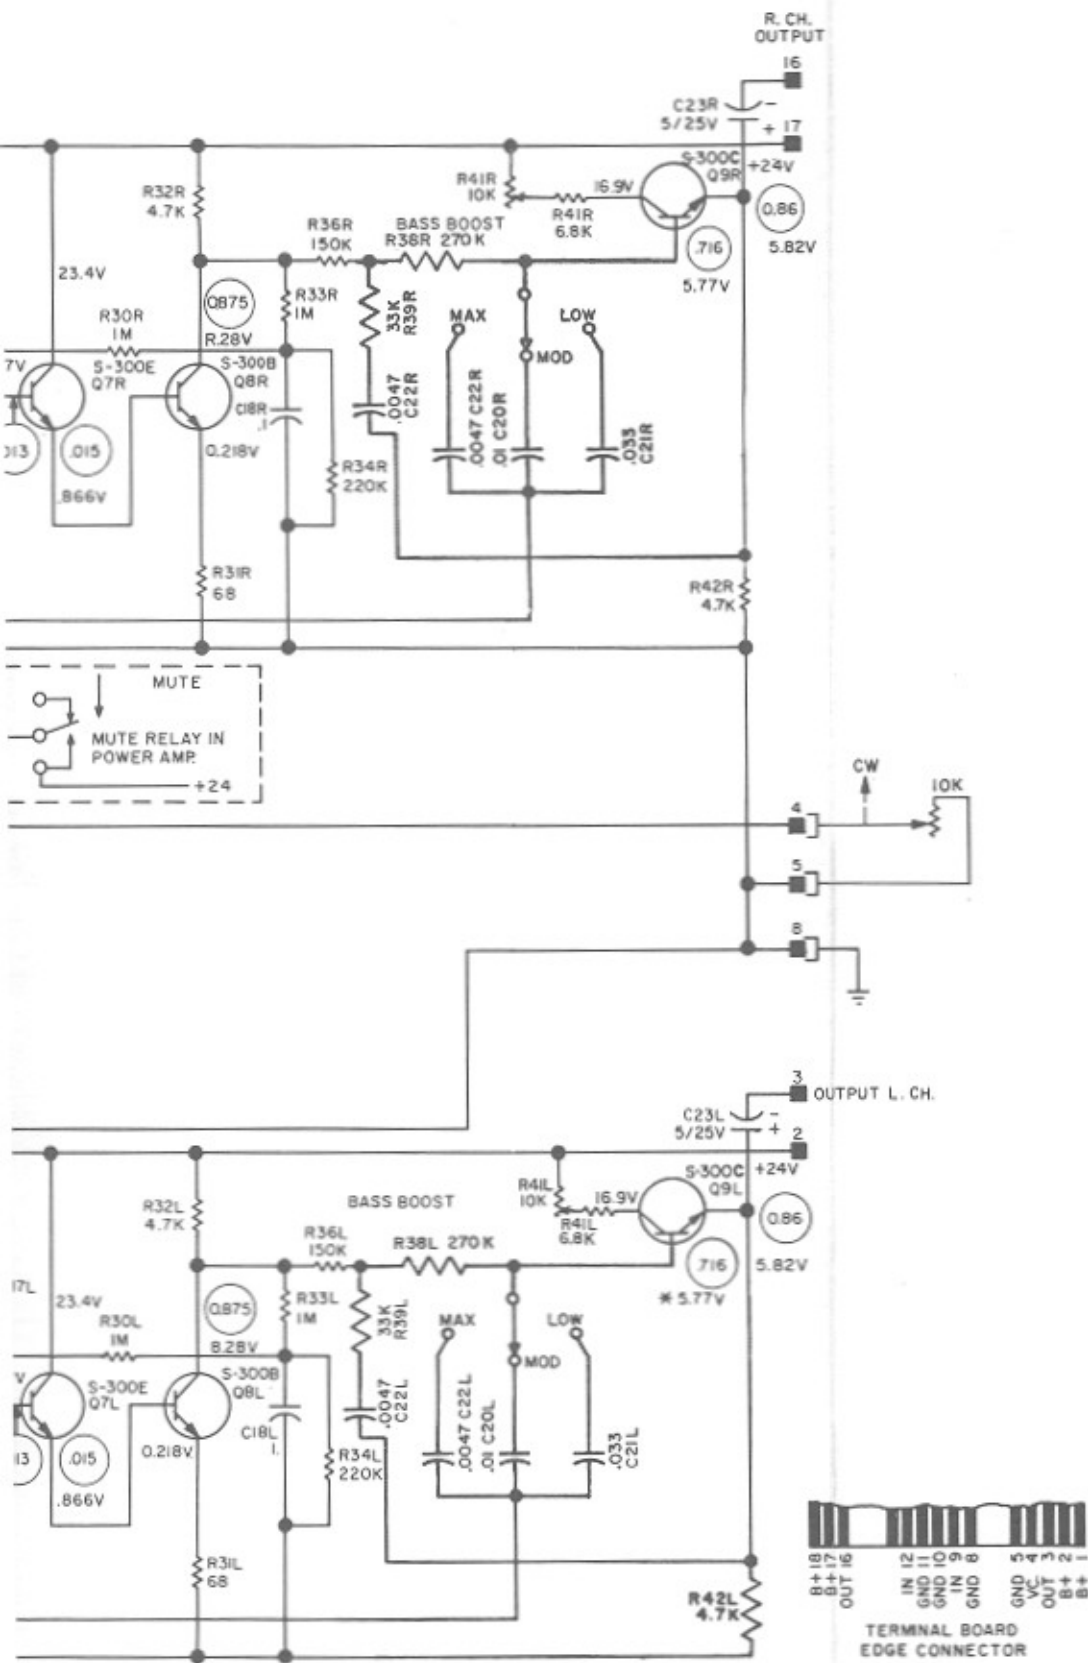 R. CH.
OUTPUT
16
C23R
5/25V
-
+ 17
S-300C
Q9R
+24V
R41R
10K
16.9V
R41R
6.8K
0.86
5.82V
.716
5.77V
R32R
4.7K
R36R
150K
BASS BOOST
R38R 270K
23.4V
0.875
R.28V
R33R
1M
33K
R39R
MAX
LOW
MOD
R30R
1M
7V
S-300E
Q7R
S-300B
Q8R
C18R
.1
.0047
C22R
.0047 C22R
.01 C20R
.033
C21R
013
.015
.866V
0.218V
R34R
220K
R31R
68
R42R
4.7K
MUTE
MUTE RELAY IN
POWER AMP.
+24
CW
10K
4
5
8
3
OUTPUT L. CH.
C23L
5/25V
-
+
2
S-300C
Q9L
+24V
R41L
10K
16.9V
R41L
6.8K
0.86
5.82V
.716
* 5.77V
R32L
4.7K
BASS BOOST
R36L
150K
R38L 270K
17L
23.4V
0.875
8.28V
R33L
1M
33K
R39L
MAX
LOW
MOD
R30L
1M
V
S-300E
Q7L
S-300B
Q8L
C18L
1.
.0047
C22L
.0047 C22L
.01 C20L
.033
C21L
13
.015
.866V
0.218V
R34L
220K
R31L
68
R42L
4.7K
B+18
B+17
OUT 16
IN 12
GND 11
GND 10
IN 9
GND 8
GND 5
VC. 4
OUT 3
B+ 2
B+ 1
TERMINAL BOARD
EDGE CONNECTOR